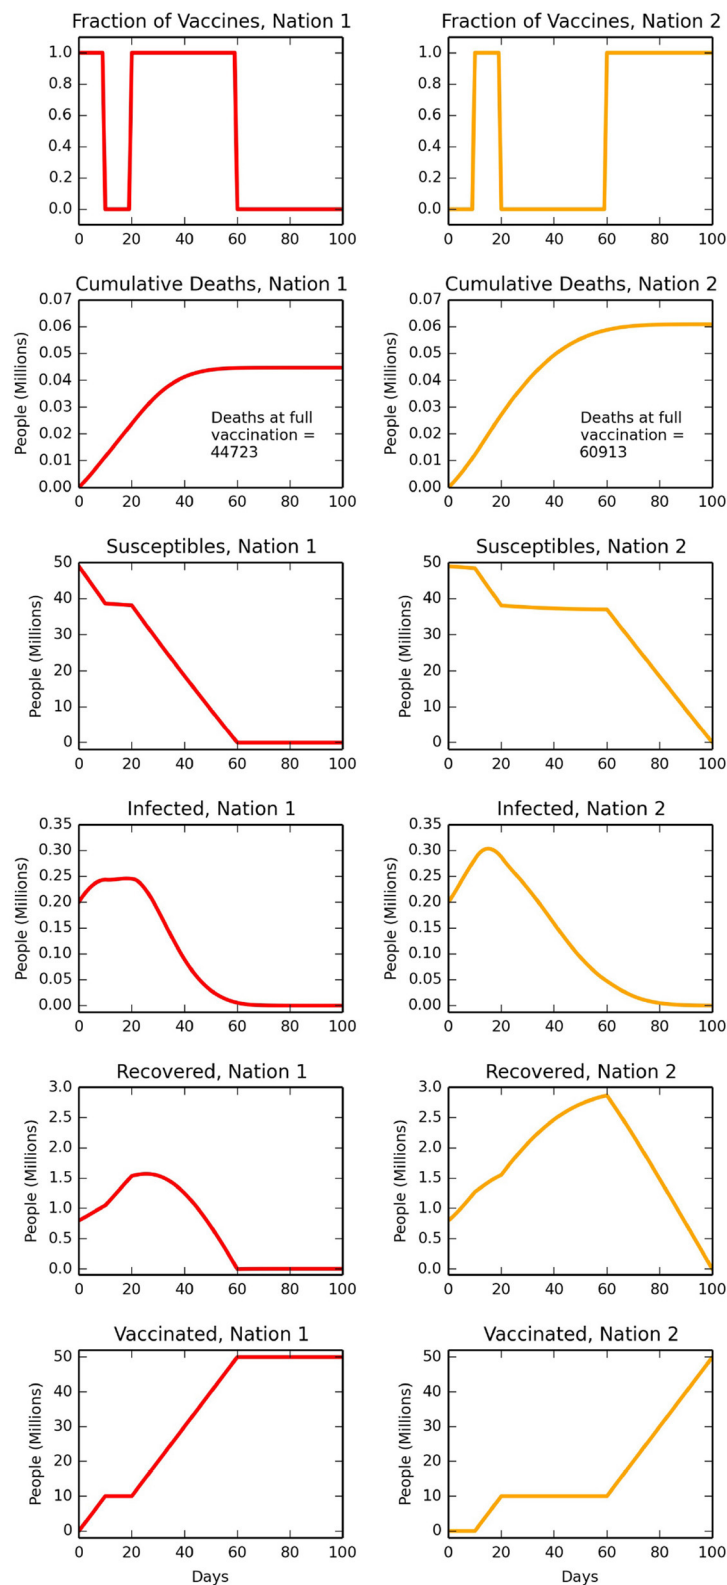 Fraction of Vaccines, Nation 1
1.0
0.8
0.6
0.4
0.2
0.0
0 20 40 60 80 100
Fraction of Vaccines, Nation 2
1.0
0.8
0.6
0.4
0.2
0.0
0 20 40 60 80 100
Cumulative Deaths, Nation 1
People (Millions)
0.07
0.06
0.05
0.04
0.03
0.02
0.01
0.00
Deaths at full
vaccination =
44723
0 20 40 60 80 100
Cumulative Deaths, Nation 2
People (Millions)
0.07
0.06
0.05
0.04
0.03
0.02
0.01
0.00
Deaths at full
vaccination =
60913
0 20 40 60 80 100
Susceptibles, Nation 1
People (Millions)
50
40
30
20
10
0
0 20 40 60 80 100
Susceptibles, Nation 2
People (Millions)
50
40
30
20
10
0
0 20 40 60 80 100
Infected, Nation 1
People (Millions)
0.35
0.30
0.25
0.20
0.15
0.10
0.05
0.00
0 20 40 60 80 100
Infected, Nation 2
People (Millions)
0.35
0.30
0.25
0.20
0.15
0.10
0.05
0.00
0 20 40 60 80 100
Recovered, Nation 1
People (Millions)
3.0
2.5
2.0
1.5
1.0
0.5
0.0
0 20 40 60 80 100
Recovered, Nation 2
People (Millions)
3.0
2.5
2.0
1.5
1.0
0.5
0.0
0 20 40 60 80 100
Vaccinated, Nation 1
People (Millions)
50
40
30
20
10
0
0 20 40 60 80 100
Days
Vaccinated, Nation 2
People (Millions)
50
40
30
20
10
0
0 20 40 60 80 100
Days